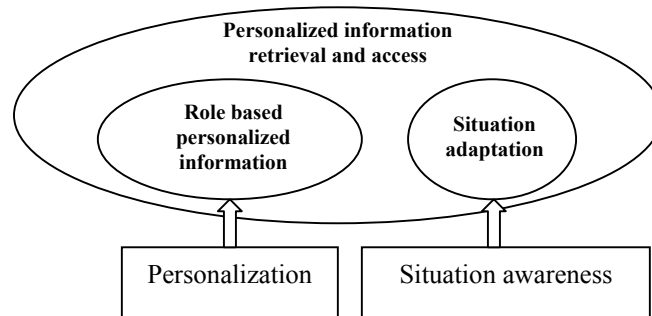 Personalized information
retrieval and access
Role based
personalized
information
Situation
adaptation
Personalization
Situation awareness